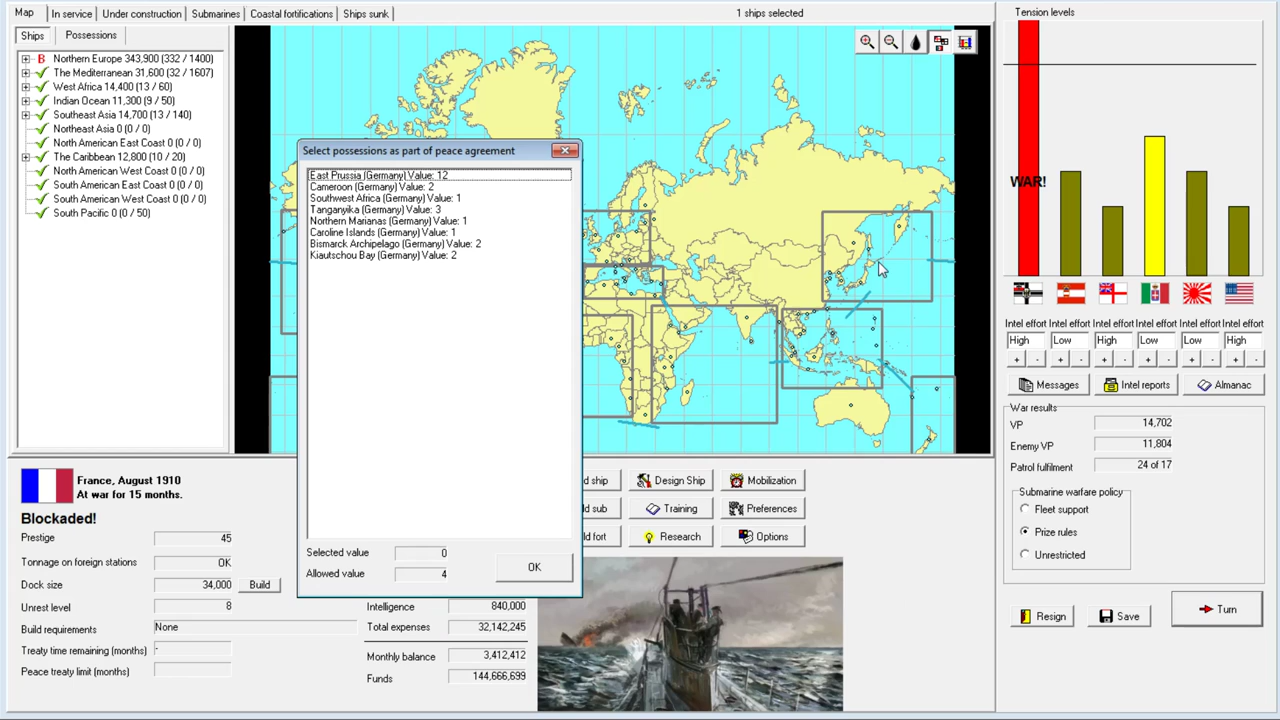 Map
In service
Under construction
Submarines
Coastal fortifications
Ships sunk
1 ships selected
Ships
Possessions
B Northern Europe 343,900 (332 / 1400)
The Mediterranean 31,600 (32 / 1607)
West Africa 14,400 (13 / 60)
Indian Ocean 11,300 (9 / 50)
Southeast Asia 14,700 (13 / 140)
Northeast Asia 0 (0 / 0)
North American East Coast 0 (0 / 0)
The Caribbean 12,800 (10 / 20)
North American West Coast 0 (0 / 0)
South American East Coast 0 (0 / 0)
South American West Coast 0 (0 / 0)
South Pacific 0 (0 / 50)
Select possessions as part of peace agreement
East Prussia (Germany) Value: 12
Cameroon (Germany) Value: 2
Southwest Africa (Germany) Value: 1
Tanganyika (Germany) Value: 3
Northern Marianas (Germany) Value: 1
Caroline Islands (Germany) Value: 1
Bismarck Archipelago (Germany) Value: 2
Kiautschou Bay (Germany) Value: 2
Selected value 0
Allowed value 4
OK
Tension levels
WAR!
Intel effort Intel effort Intel effort Intel effort Intel effort Intel effort
High Low High Low Low High
+ - + - + - + - + - + -
Messages
Intel reports
Almanac
War results
VP 14,702
Enemy VP 11,804
Patrol fulfilment 24 of 17
Submarine warfare policy
Fleet support
Prize rules
Unrestricted
Resign
Save
Turn
France, August 1910
At war for 15 months.
Blockaded!
Prestige 45
Tonnage on foreign stations OK
Dock size 34,000 Build
Unrest level 8
Build requirements None
Treaty time remaining (months) -
Peace treaty limit (months)
Intelligence 840,000
Total expenses 32,142,245
Monthly balance 3,412,412
Funds 144,666,699
d ship
Design Ship
Mobilization
ld sub
Training
Preferences
ld fort
Research
Options